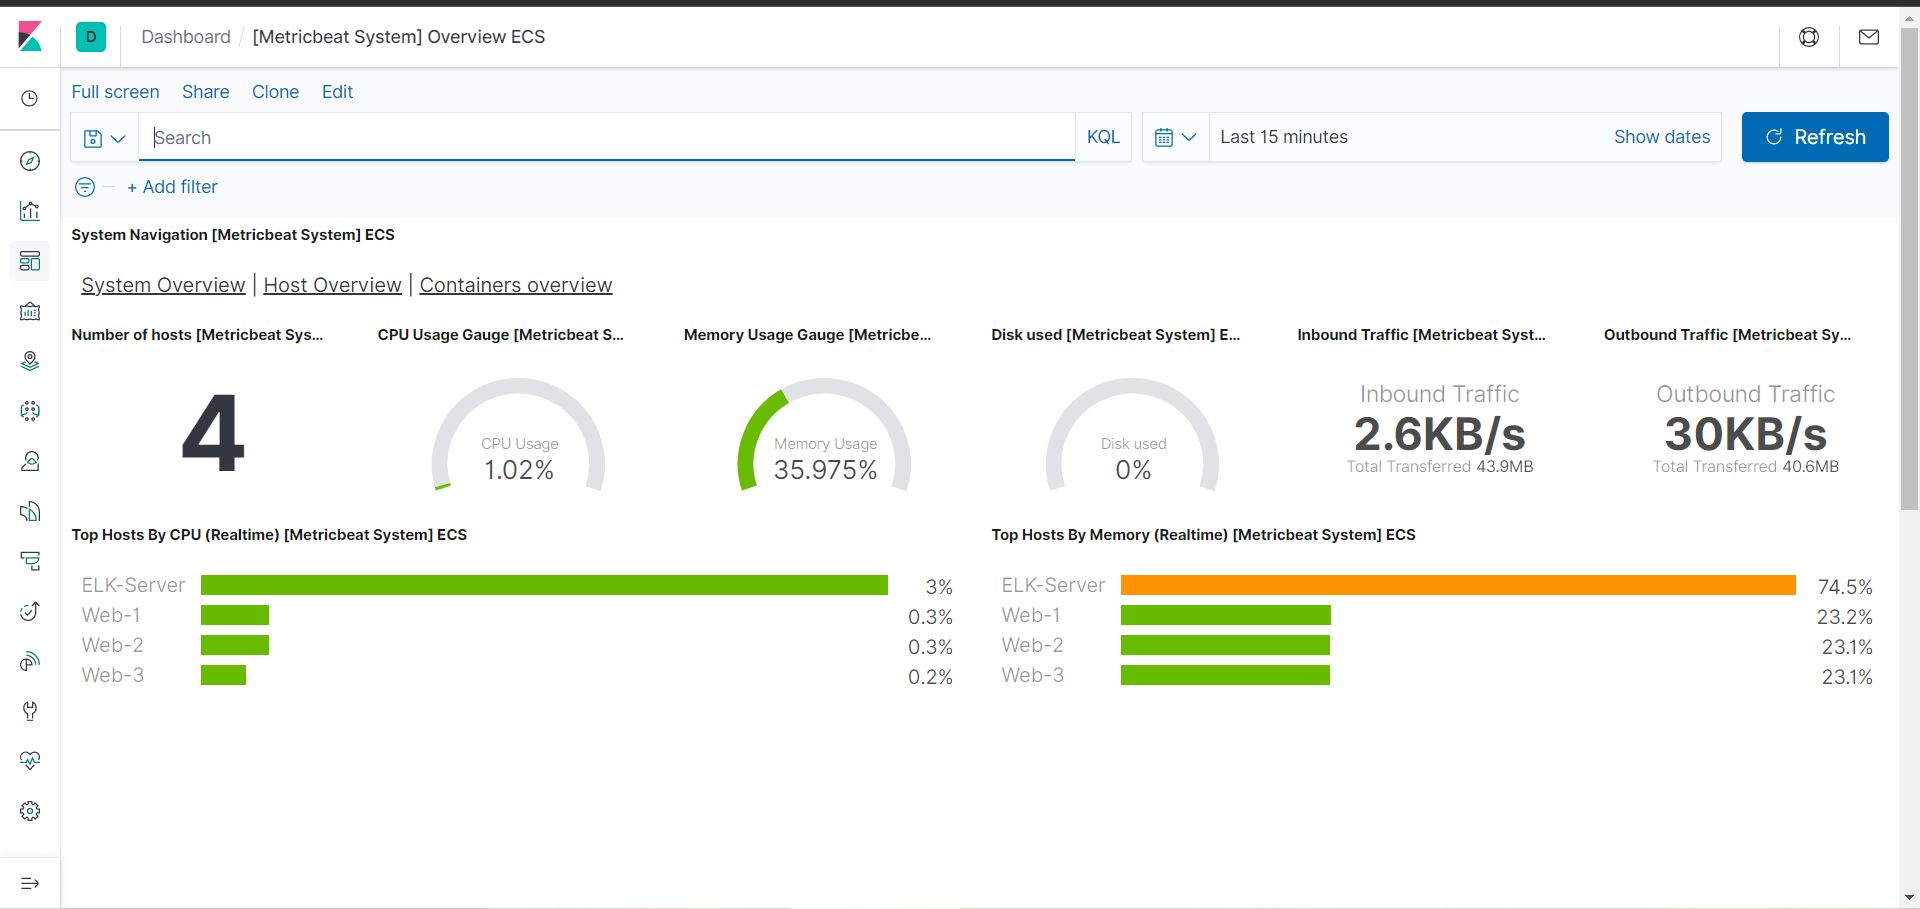 D Dashboard / [Metricbeat System] Overview ECS
Full screen Share Clone Edit
Search KQL Last 15 minutes Show dates Refresh
+ Add filter
System Navigation [Metricbeat System] ECS
System Overview | Host Overview | Containers overview
Number of hosts [Metricbeat Sys... CPU Usage Gauge [Metricbeat S... Memory Usage Gauge [Metricbe... Disk used [Metricbeat System] E... Inbound Traffic [Metricbeat Syst... Outbound Traffic [Metricbeat Sy...
4
CPU Usage
1.02%
Memory Usage
35.975%
Disk used
0%
Inbound Traffic
2.6KB/s
Total Transferred 43.9MB
Outbound Traffic
30KB/s
Total Transferred 40.6MB
Top Hosts By CPU (Realtime) [Metricbeat System] ECS
ELK-Server 3%
Web-1 0.3%
Web-2 0.3%
Web-3 0.2%
Top Hosts By Memory (Realtime) [Metricbeat System] ECS
ELK-Server 74.5%
Web-1 23.2%
Web-2 23.1%
Web-3 23.1%